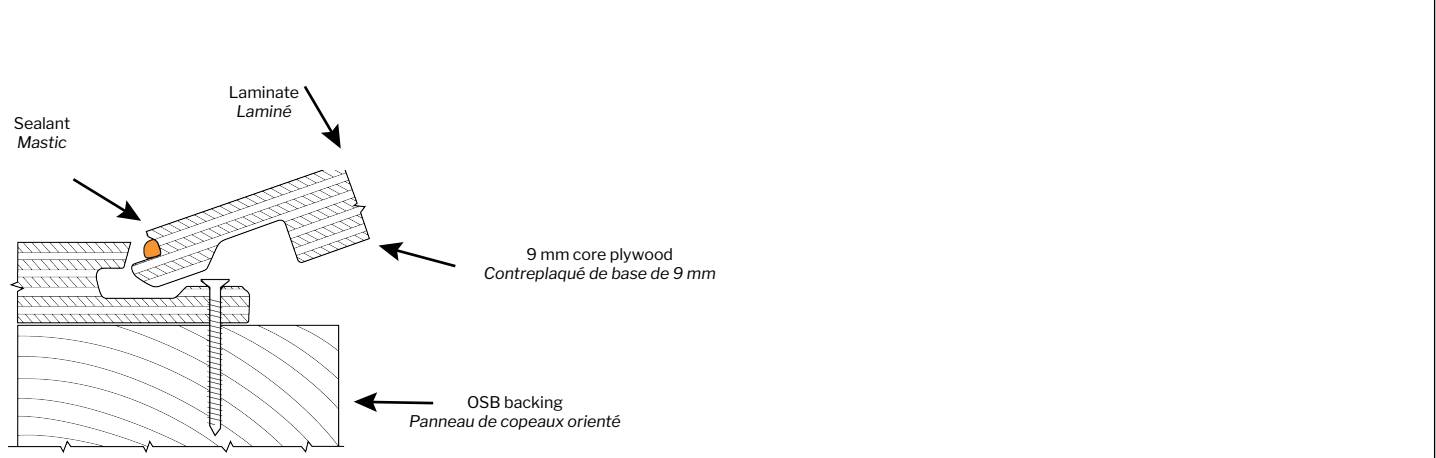 Laminate
Laminé
Sealant
Mastic
9 mm core plywood
Contreplaqué de base de 9 mm
OSB backing
Panneau de copeaux orienté